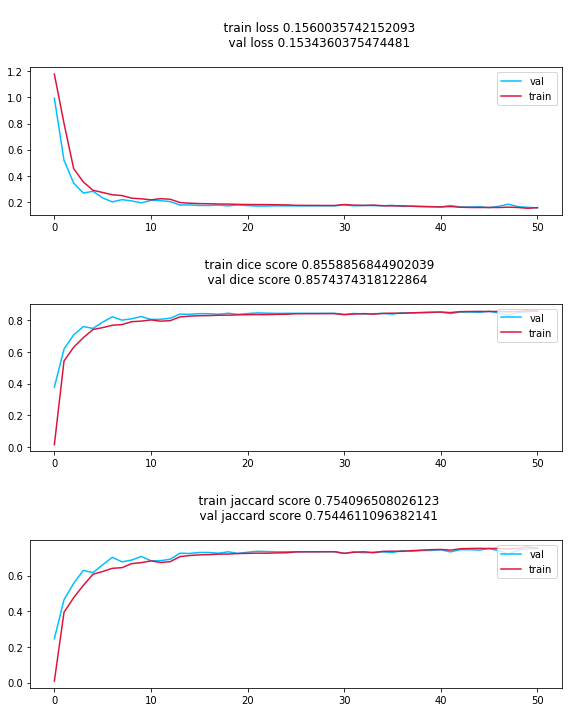 train loss 0.1560035742152093
val loss 0.1534360375474481
1.2
1.0
0.8
0.6
0.4
0.2
val
train
0
10
20
30
40
50
train dice score 0.8558856844902039
val dice score 0.8574374318122864
0.8
0.6
0.4
0.2
0.0
val
train
0
10
20
30
40
50
train jaccard score 0.754096508026123
val jaccard score 0.7544611096382141
0.6
0.4
0.2
0.0
val
train
0
10
20
30
40
50